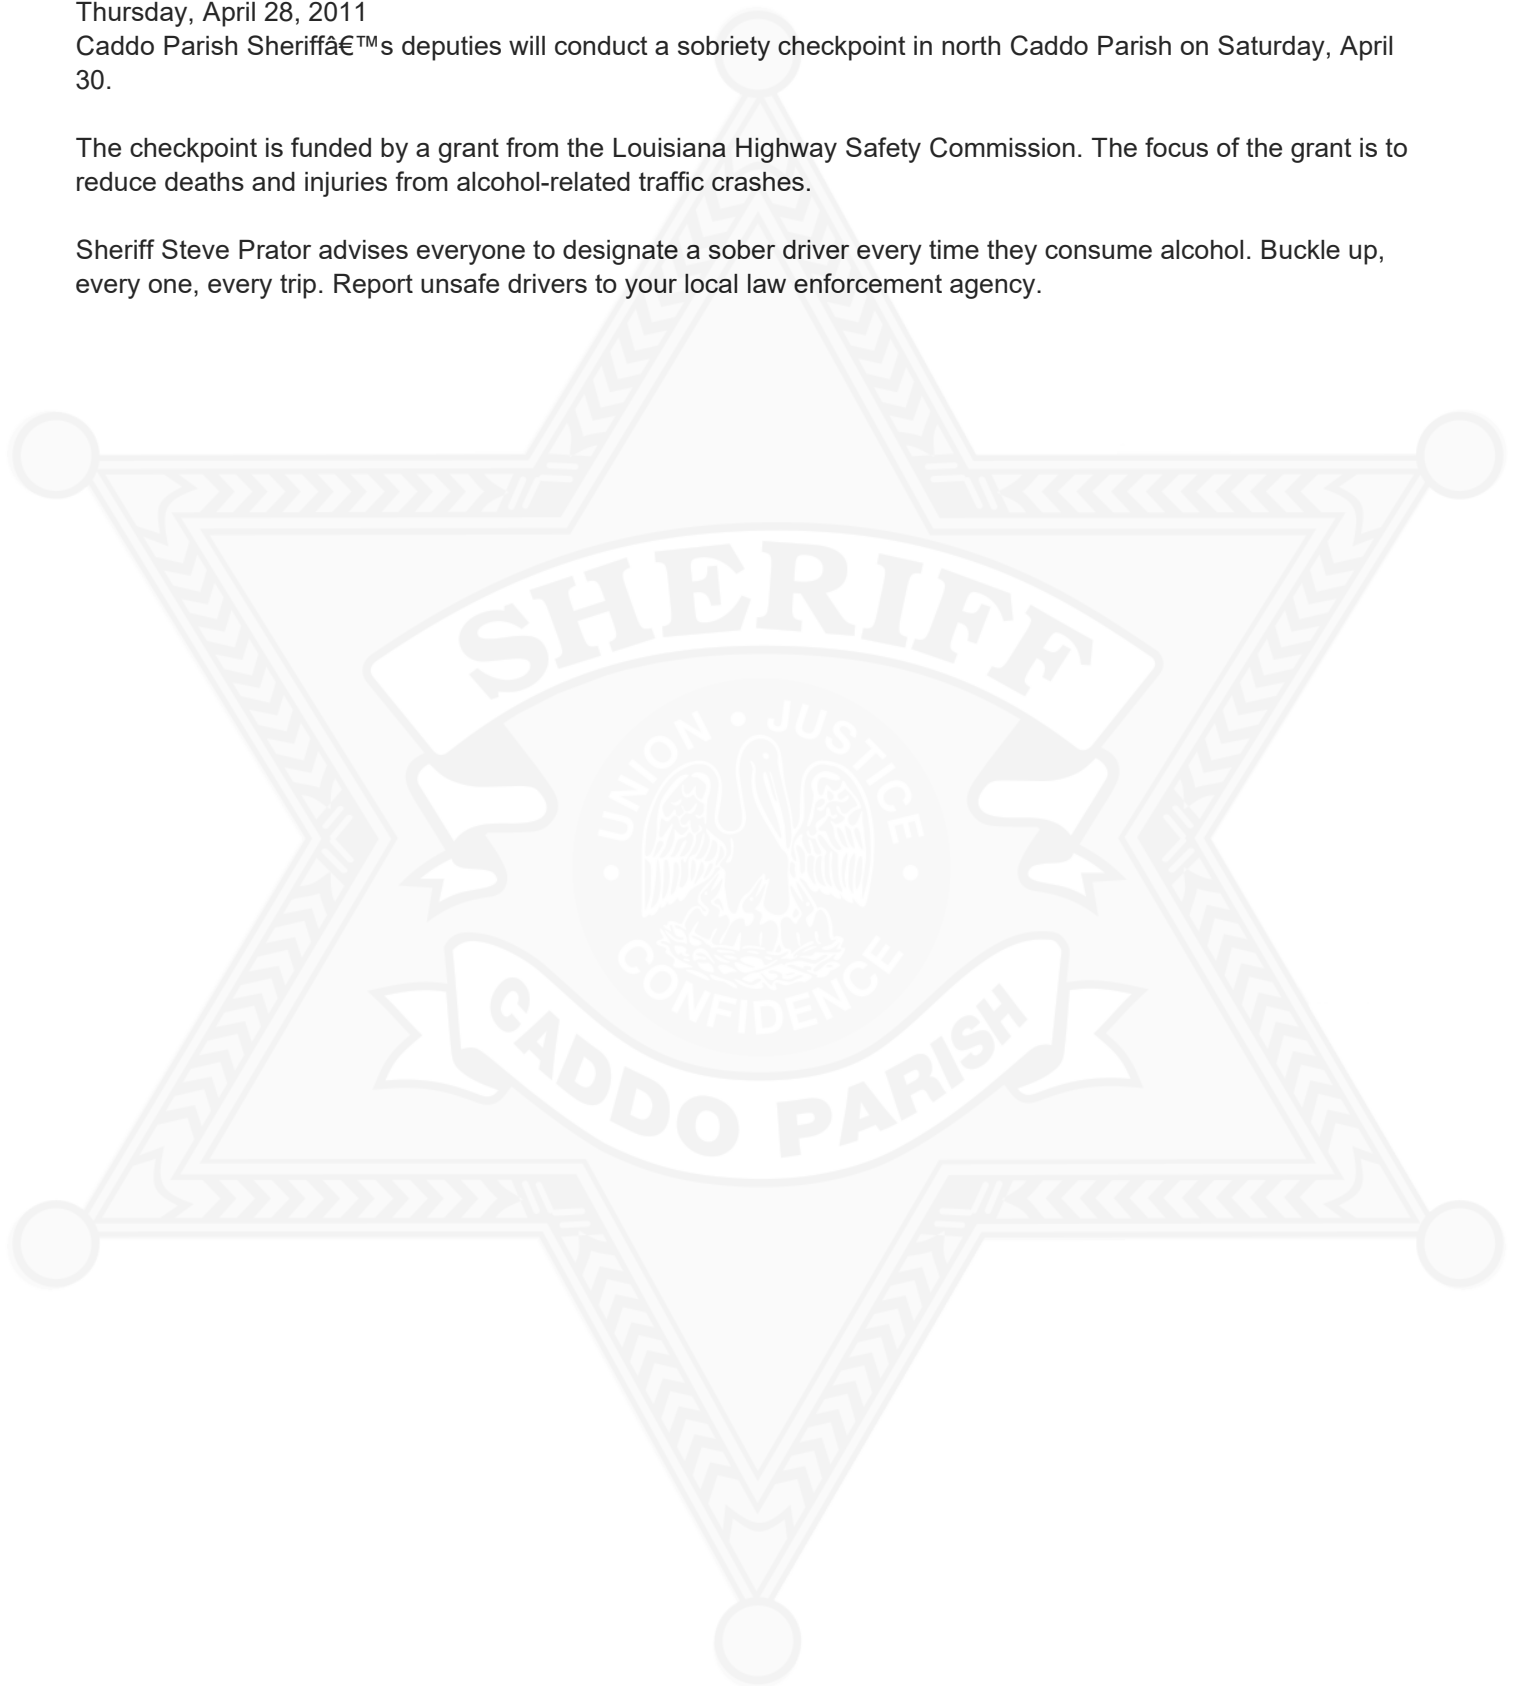 Thursday, April 28, 2011
Caddo Parish Sheriffâ€™s deputies will conduct a sobriety checkpoint in north Caddo Parish on Saturday, April
30.
The checkpoint is funded by a grant from the Louisiana Highway Safety Commission. The focus of the grant is to
reduce deaths and injuries from alcohol-related traffic crashes.
Sheriff Steve Prator advises everyone to designate a sober driver every time they consume alcohol. Buckle up,
every one, every trip. Report unsafe drivers to your local law enforcement agency.
SHERIFF
UNION • JUSTICE
• CONFIDENCE •
CADDO PARISH